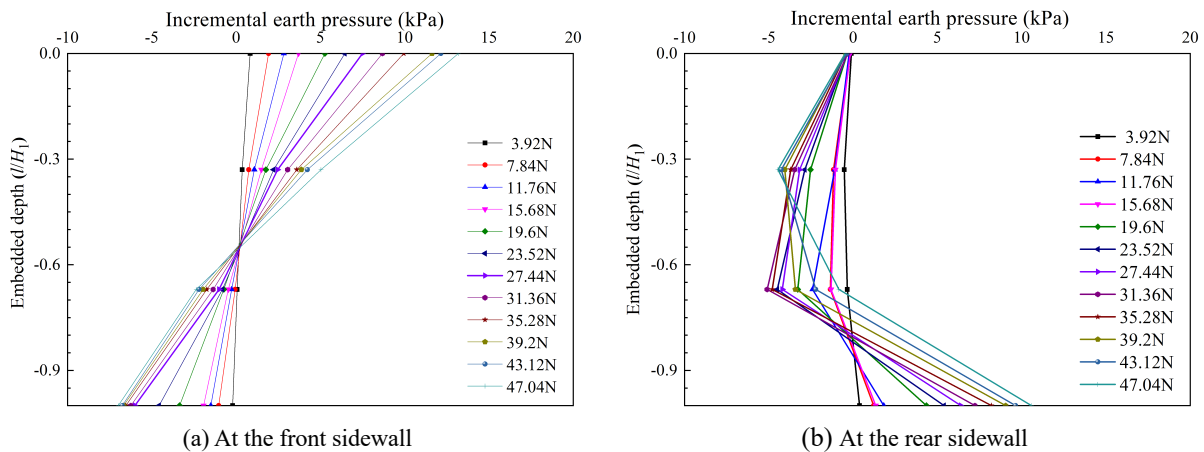 Incremental earth pressure (kPa)
-10 -5 0 5 10 15 20
0.0
-0.3
-0.6
-0.9
Embedded depth (l/H₁)
3.92N
7.84N
11.76N
15.68N
19.6N
23.52N
27.44N
31.36N
35.28N
39.2N
43.12N
47.04N
(a) At the front sidewall
Incremental earth pressure (kPa)
-10 -5 0 5 10 15 20
0.0
-0.3
-0.6
-0.9
Embedded depth (l/H₁)
3.92N
7.84N
11.76N
15.68N
19.6N
23.52N
27.44N
31.36N
35.28N
39.2N
43.12N
47.04N
(b) At the rear sidewall